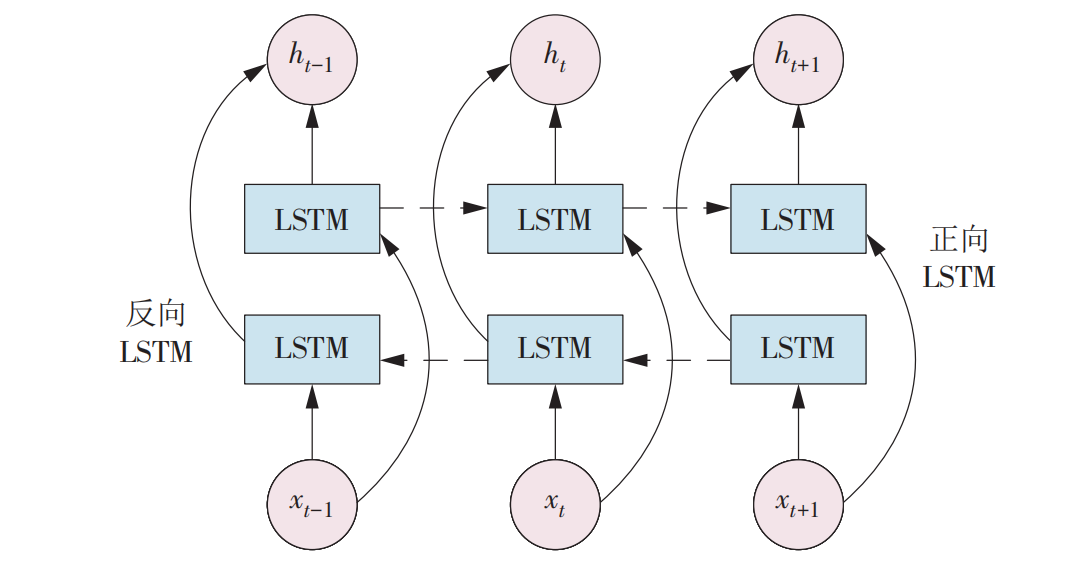 h_{t-1} h_t h_{t+1}
LSTM LSTM LSTM
正向
LSTM
反向
LSTM
LSTM LSTM LSTM
x_{t-1} x_t x_{t+1}